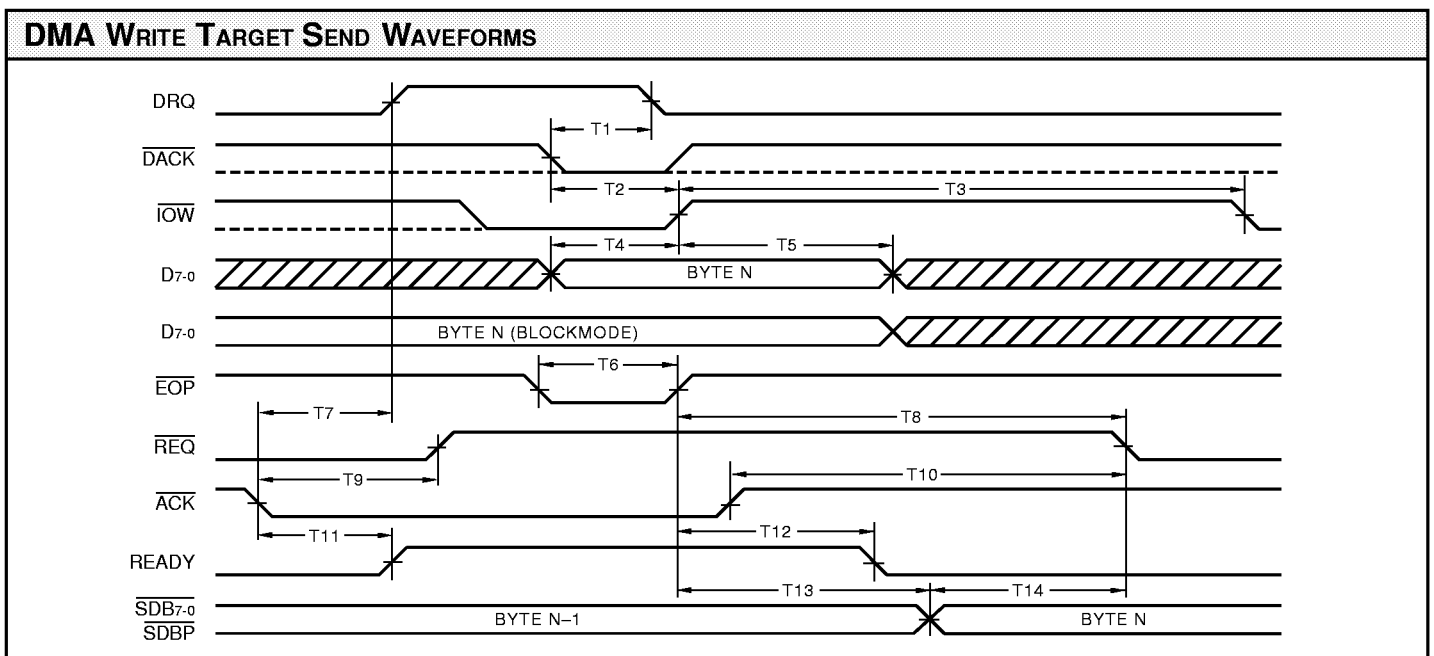 DMA WRITE TARGET SEND WAVEFORMS
DRQ
T1
DACK
T2 T3
IOW
T4 T5
D7-0 BYTE N
D7-0 BYTE N (BLOCKMODE)
T6
EOP
T7 T8
REQ
T9 T10
ACK
T11 T12
READY
T13 T14
SDB7-0 BYTE N–1 BYTE N
SDBP